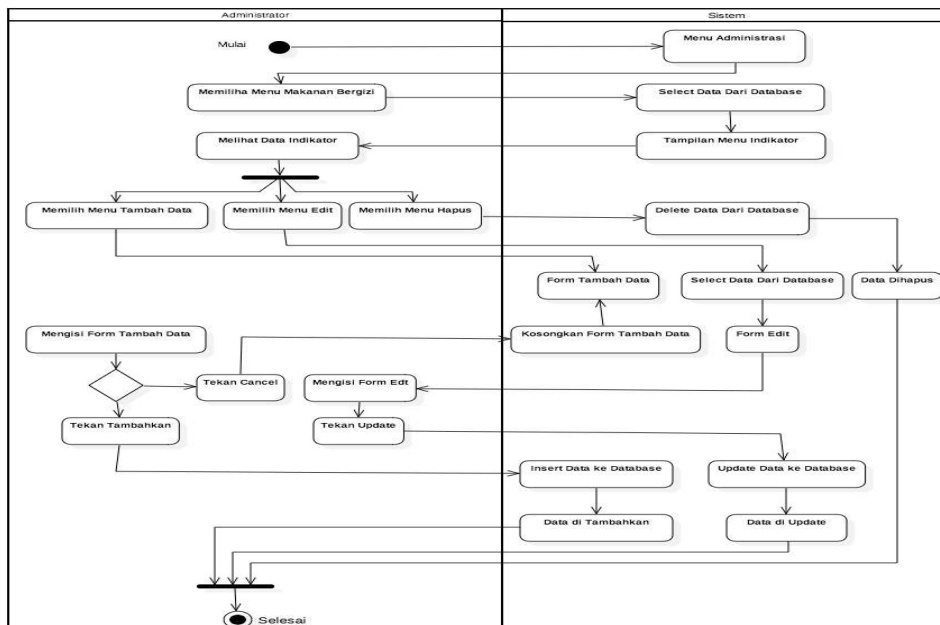 Administrator
Sistem
Mulai
Menu Administrasi
Memiliha Menu Makanan Bergizi
Select Data Dari Database
Melihat Data Indikator
Tampilan Menu Indikator
Memilih Menu Tambah Data
Memilih Menu Edit
Memilih Menu Hapus
Delete Data Dari Database
Form Tambah Data
Select Data Dari Database
Data Dihapus
Mengisi Form Tambah Data
Kosongkan Form Tambah Data
Form Edit
Tekan Cancel
Mengisi Form Edt
Tekan Tambahkan
Tekan Update
Insert Data ke Database
Update Data ke Database
Data di Tambahkan
Data di Update
Selesai